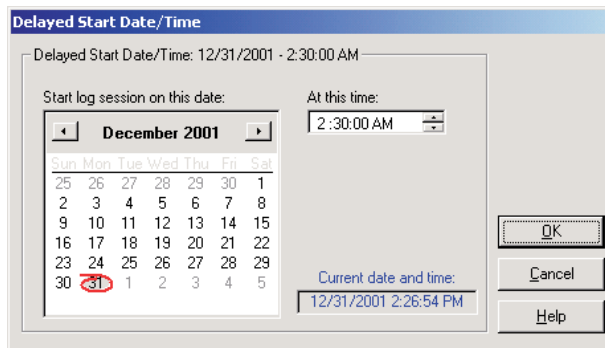 Delayed Start Date/Time
Delayed Start Date/Time: 12/31/2001 - 2:30:00 AM
Start log session on this date:
At this time:
December 2001
2 :30:00 AM
Sun Mon Tue Wed Thu Fri Sat
25 26 27 28 29 30 1
2 3 4 5 6 7 8
9 10 11 12 13 14 15
16 17 18 19 20 21 22
23 24 25 26 27 28 29
30 31 1 2 3 4 5
OK
Cancel
Help
Current date and time:
12/31/2001 2:26:54 PM